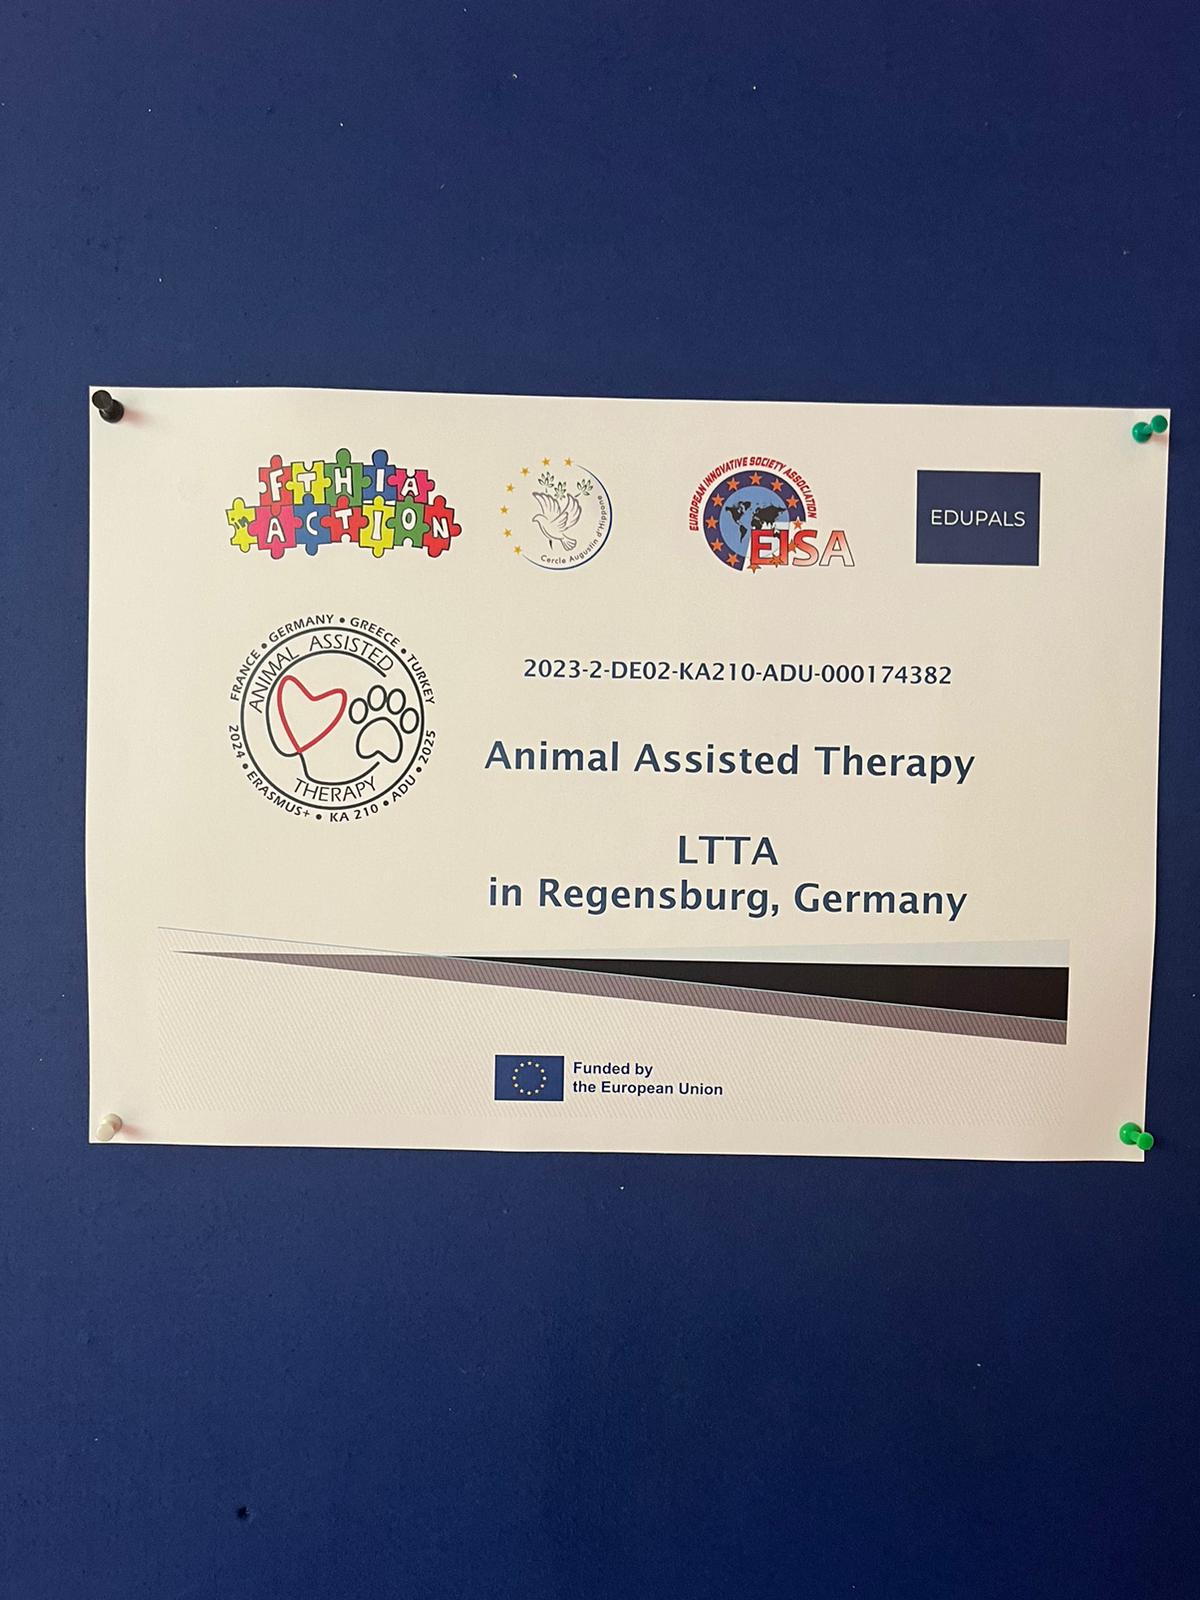 FTHIA
in ACTION
Cercle Augustin d'Hippone
EUROPEAN INNOVATIVE SOCIETY ASSOCIATION
EISA
EDUPALS
FRANCE • GERMANY • GREECE • TURKEY
ANIMAL ASSISTED
THERAPY
2024 • ERASMUS+ • KA 210 • ADU • 2025
2023-2-DE02-KA210-ADU-000174382
Animal Assisted Therapy
LTTA
in Regensburg, Germany
Funded by
the European Union